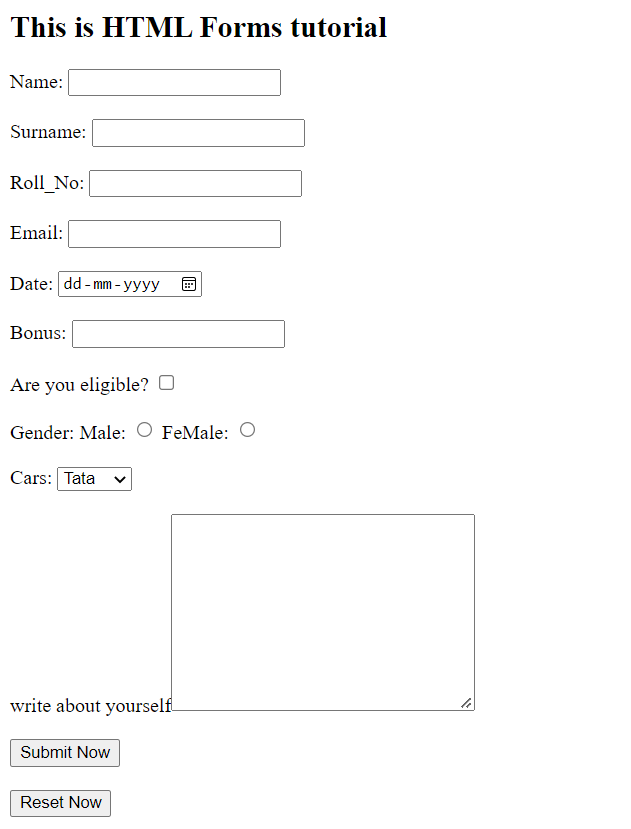 This is HTML Forms tutorial
Name:
Surname:
Roll_No:
Email:
Date: dd-mm-yyyy
Bonus:
Are you eligible?
Gender: Male: FeMale:
Cars: Tata
write about yourself
Submit Now
Reset Now